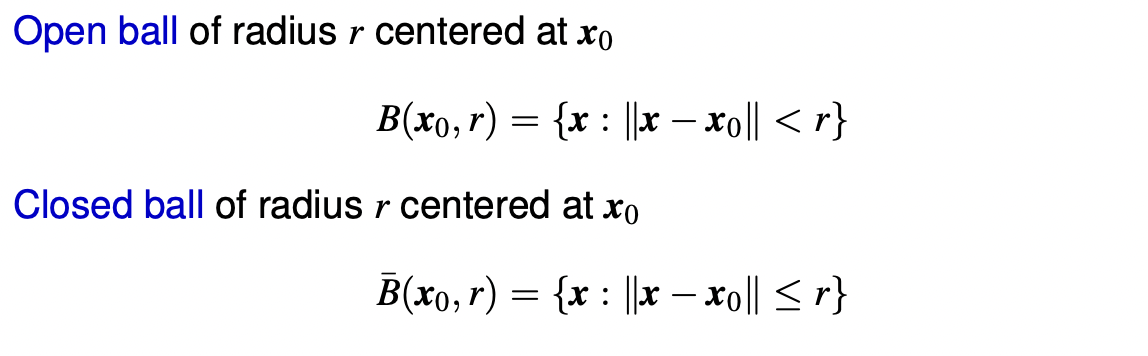 Open ball of radius r centered at x₀
B(x₀, r) = {x : ‖x − x₀‖ < r}
Closed ball of radius r centered at x₀
B̄(x₀, r) = {x : ‖x − x₀‖ ≤ r}